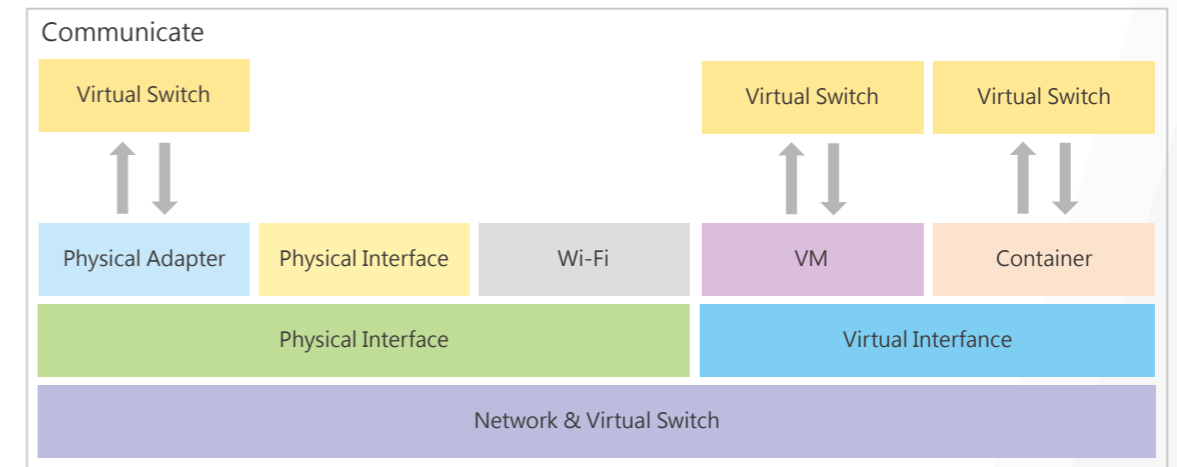 Communicate
Virtual Switch
Virtual Switch
Virtual Switch
Physical Adapter
Physical Interface
Wi-Fi
VM
Container
Physical Interface
Virtual Interfance
Network & Virtual Switch